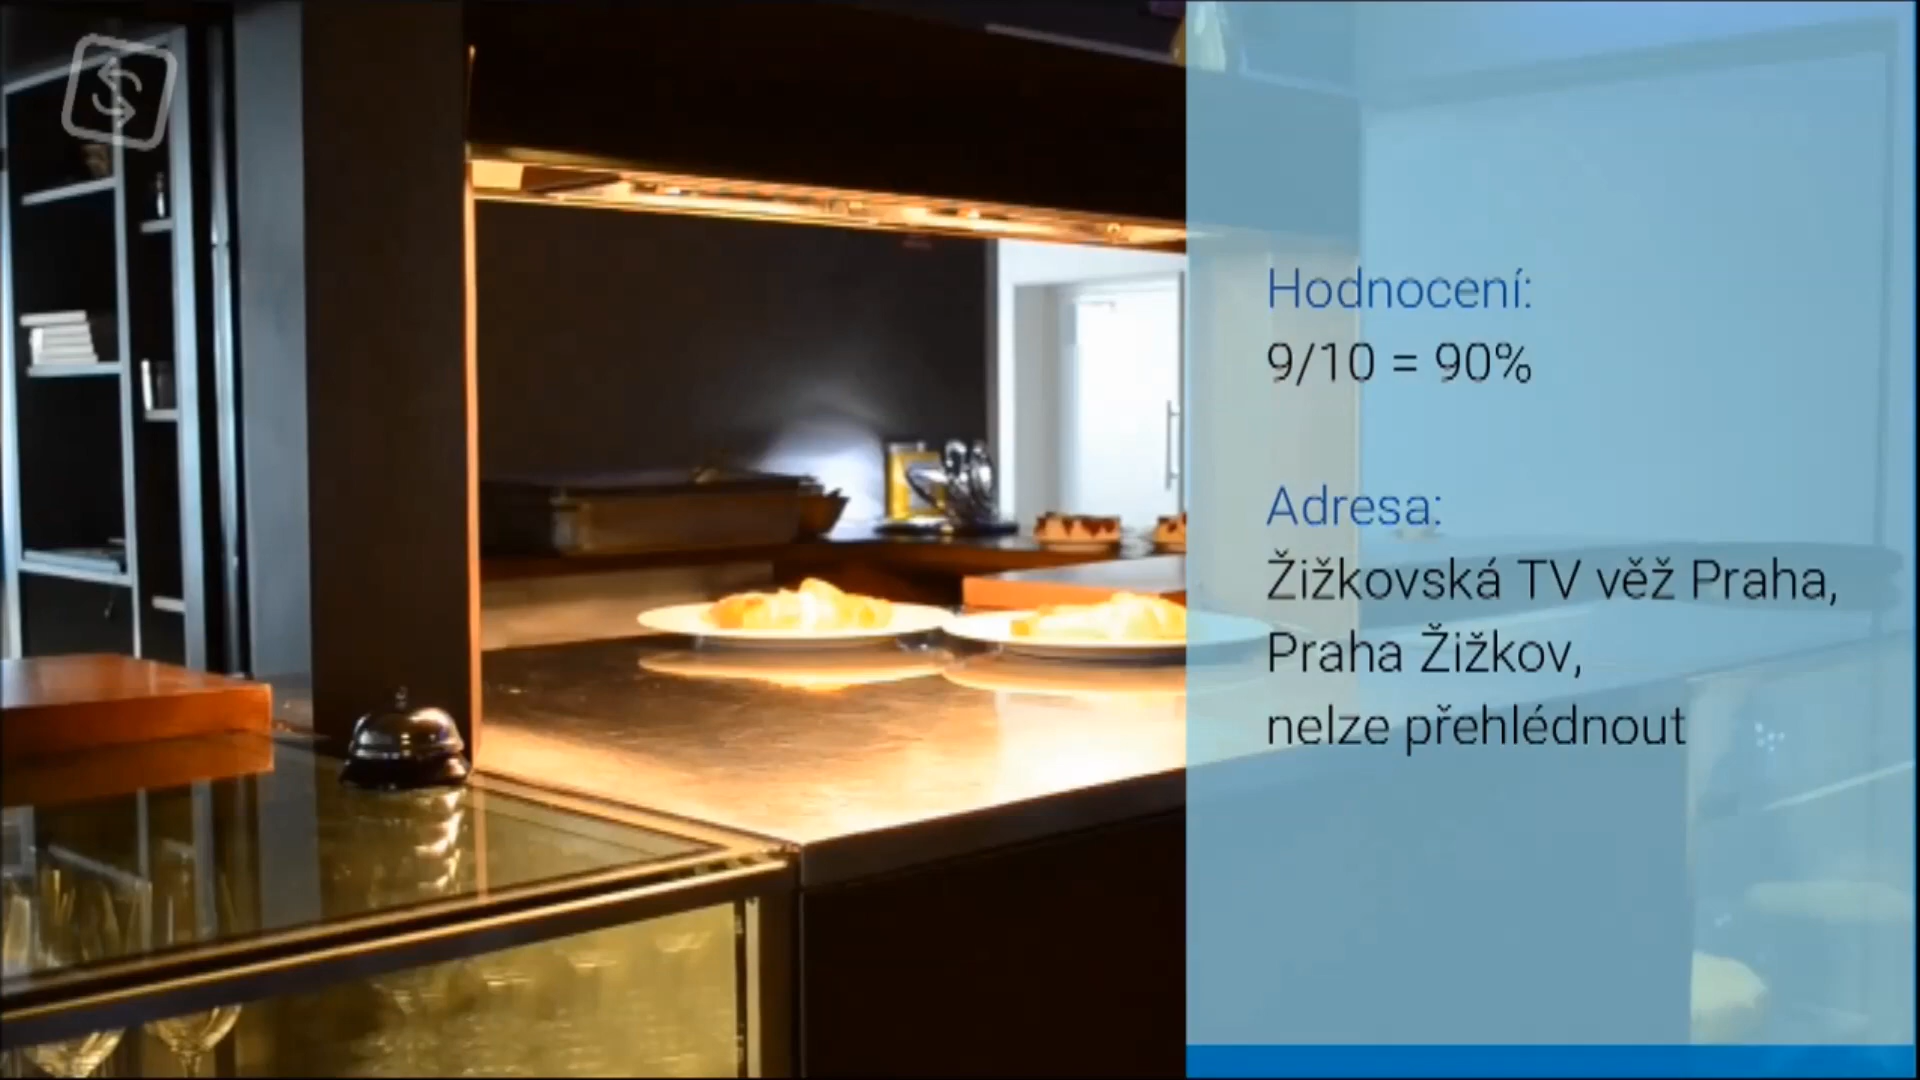 Hodnocení:
9/10 = 90%
Adresa:
Žižkovská TV věž Praha,
Praha Žižkov,
nelze přehlédnout